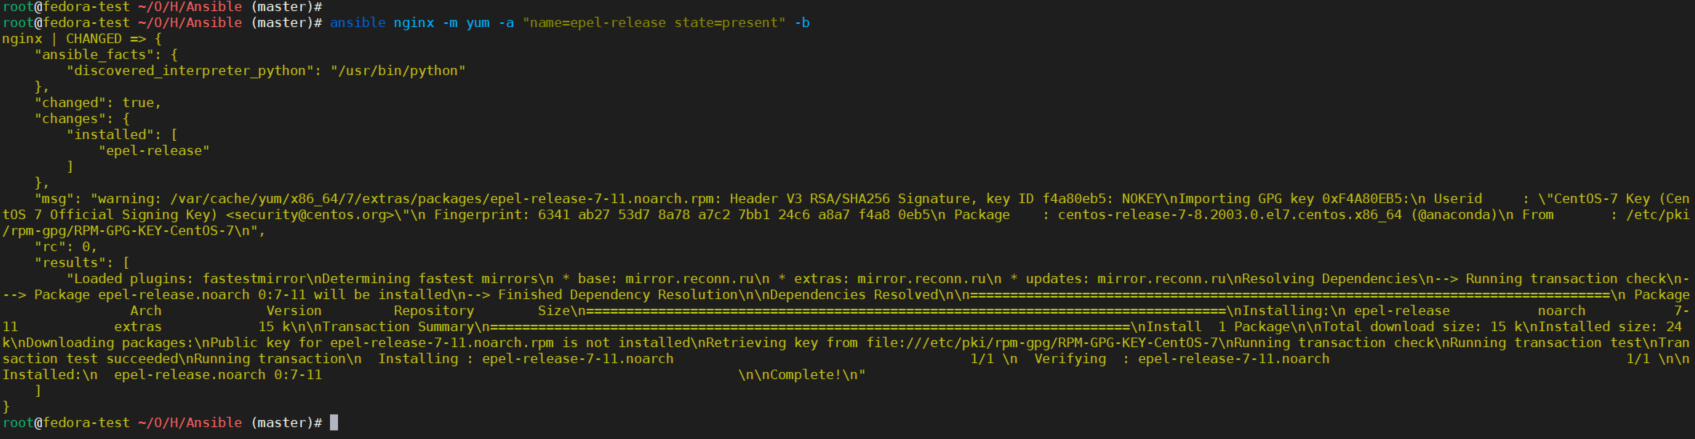 root@fedora-test ~/O/H/Ansible (master)#
root@fedora-test ~/O/H/Ansible (master)# ansible nginx -m yum -a "name=epel-release state=present" -b
nginx | CHANGED => {
    "ansible_facts": {
        "discovered_interpreter_python": "/usr/bin/python"
    },
    "changed": true,
    "changes": {
        "installed": [
            "epel-release"
        ]
    },
    "msg": "warning: /var/cache/yum/x86_64/7/extras/packages/epel-release-7-11.noarch.rpm: Header V3 RSA/SHA256 Signature, key ID f4a80eb5: NOKEY\nImporting GPG key 0xF4A80EB5:\n Userid     : \"CentOS-7 Key (Cen
tOS 7 Official Signing Key) <security@centos.org>\"\n Fingerprint: 6341 ab27 53d7 8a78 a7c2 7bb1 24c6 a8a7 f4a8 0eb5\n Package    : centos-release-7-8.2003.0.el7.centos.x86_64 (@anaconda)\n From       : /etc/pki
/rpm-gpg/RPM-GPG-KEY-CentOS-7\n",
    "rc": 0,
    "results": [
        "Loaded plugins: fastestmirror\nDetermining fastest mirrors\n * base: mirror.reconn.ru\n * extras: mirror.reconn.ru\n * updates: mirror.reconn.ru\nResolving Dependencies\n--> Running transaction check\n-
--> Package epel-release.noarch 0:7-11 will be installed\n--> Finished Dependency Resolution\n\nDependencies Resolved\n\n================================================================================\n Package
                Arch             Version         Repository        Size\n================================================================================\nInstalling:\n epel-release           noarch           7-
11            extras            15 k\n\nTransaction Summary\n================================================================================\nInstall  1 Package\n\nTotal download size: 15 k\nInstalled size: 24
k\nDownloading packages:\nPublic key for epel-release-7-11.noarch.rpm is not installed\nRetrieving key from file:///etc/pki/rpm-gpg/RPM-GPG-KEY-CentOS-7\nRunning transaction check\nRunning transaction test\nTran
saction test succeeded\nRunning transaction\n  Installing : epel-release-7-11.noarch                                     1/1 \n  Verifying  : epel-release-7-11.noarch                                     1/1 \n\n
Installed:\n  epel-release.noarch 0:7-11                                                    \n\nComplete!\n"
    ]
}
root@fedora-test ~/O/H/Ansible (master)#